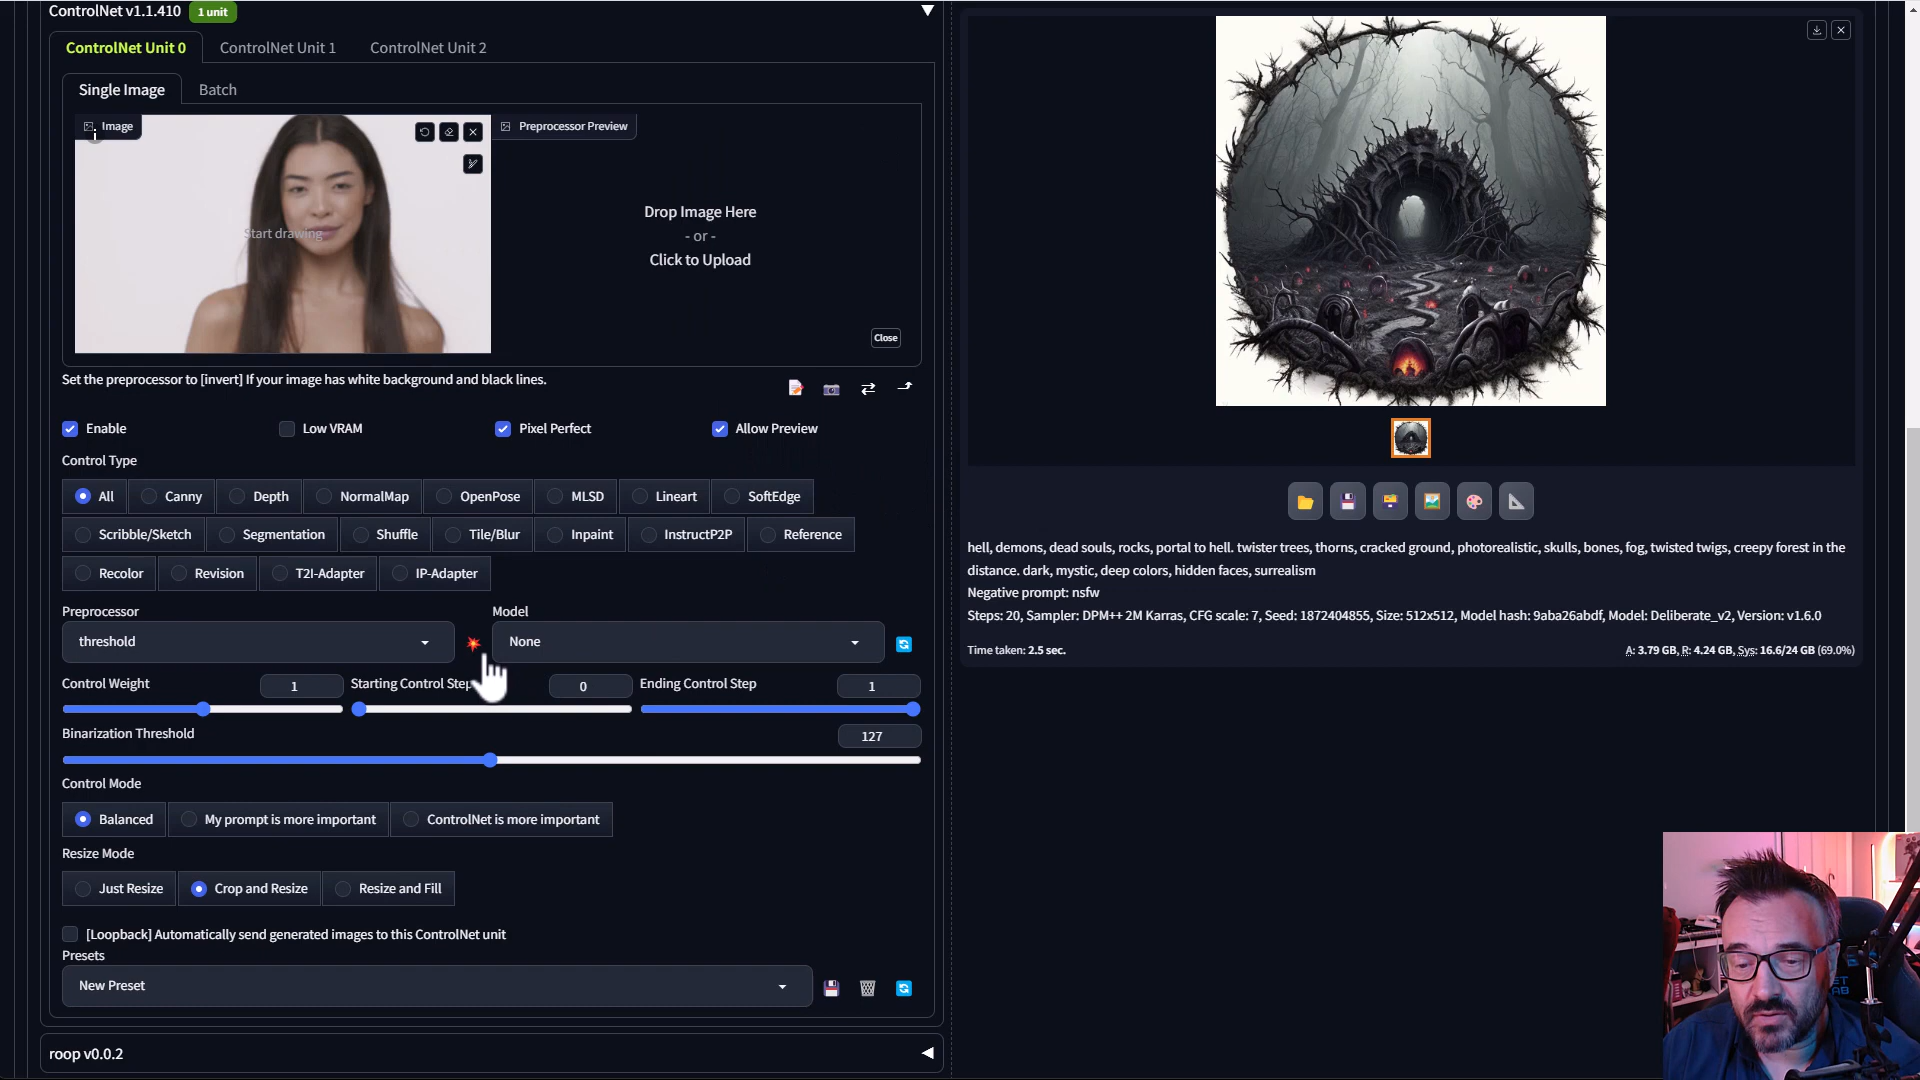 ControlNet v1.1.410 1 unit
ControlNet Unit 0 ControlNet Unit 1 ControlNet Unit 2
Single Image Batch
Image
Preprocessor Preview
Start drawing
Drop Image Here
- or -
Click to Upload
Close
Set the preprocessor to [invert] If your image has white background and black lines.
Enable Low VRAM Pixel Perfect Allow Preview
Control Type
All Canny Depth NormalMap OpenPose MLSD Lineart SoftEdge
Scribble/Sketch Segmentation Shuffle Tile/Blur Inpaint InstructP2P Reference
Recolor Revision T2I-Adapter IP-Adapter
Preprocessor Model
threshold None
Control Weight 1 Starting Control Step 0 Ending Control Step 1
Binarization Threshold 127
Control Mode
Balanced My prompt is more important ControlNet is more important
Resize Mode
Just Resize Crop and Resize Resize and Fill
[Loopback] Automatically send generated images to this ControlNet unit
Presets
New Preset
roop v0.0.2
hell, demons, dead souls, rocks, portal to hell. twister trees, thorns, cracked ground, photorealistic, skulls, bones, fog, twisted twigs, creepy forest in the
distance. dark, mystic, deep colors, hidden faces, surrealism
Negative prompt: nsfw
Steps: 20, Sampler: DPM++ 2M Karras, CFG scale: 7, Seed: 1872404855, Size: 512x512, Model hash: 9aba26abdf, Model: Deliberate_v2, Version: v1.6.0
Time taken: 2.5 sec.
A: 3.79 GB, R: 4.24 GB, Sys: 16.6/24 GB (69.0%)